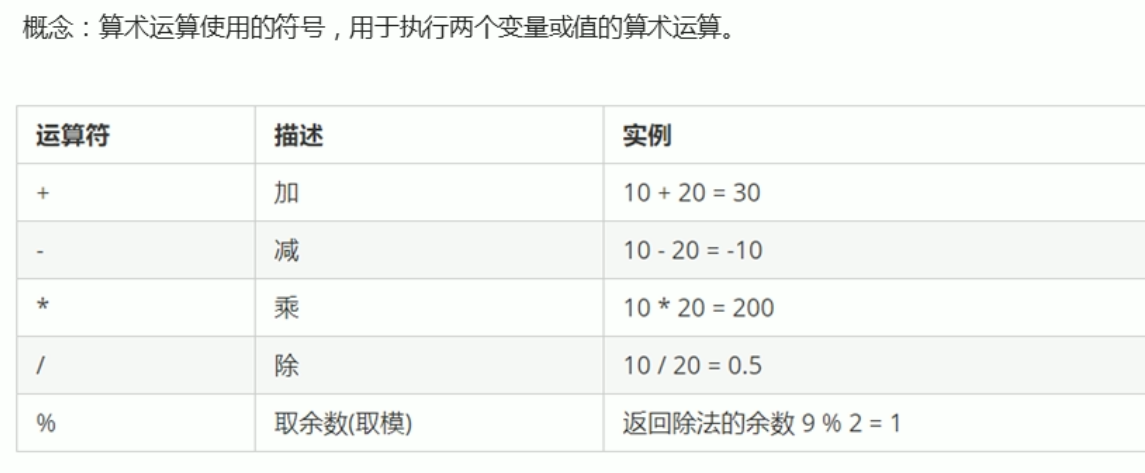 概念：算术运算使用的符号，用于执行两个变量或值的算术运算。
运算符 描述 实例
+ 加 10 + 20 = 30
- 减 10 - 20 = -10
* 乘 10 * 20 = 200
/ 除 10 / 20 = 0.5
% 取余数(取模) 返回除法的余数 9 % 2 = 1